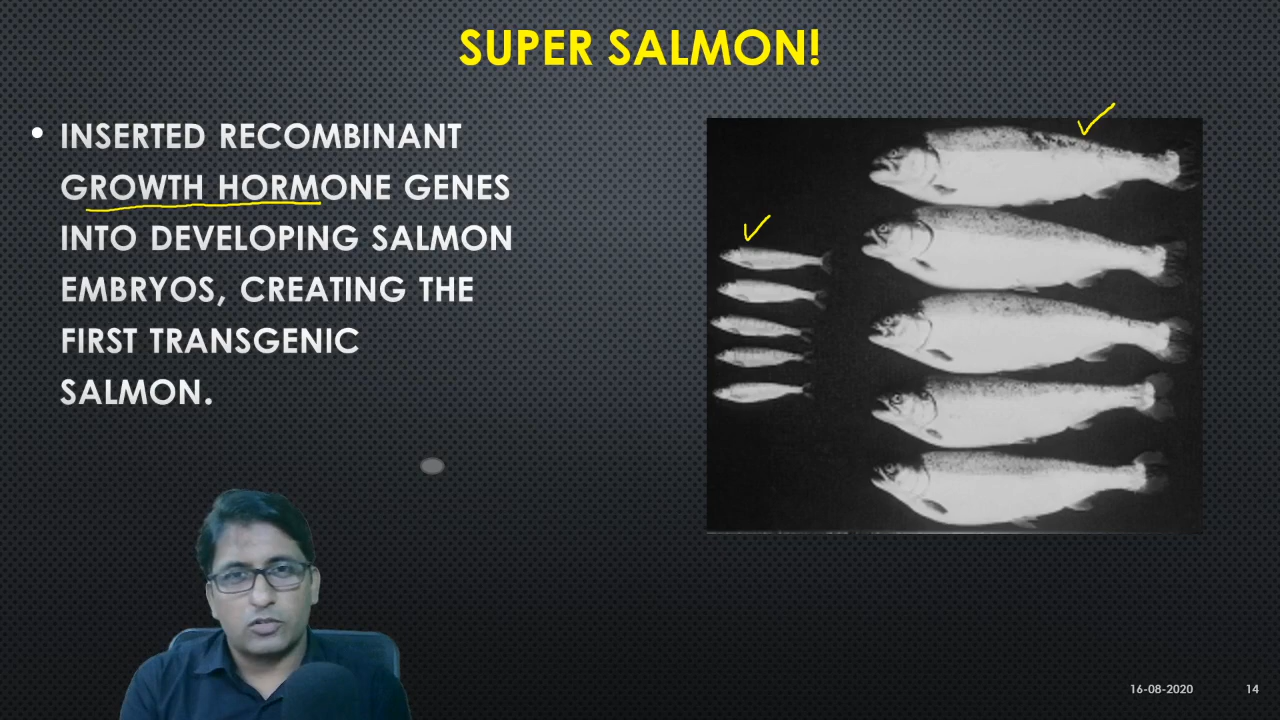 SUPER SALMON!
• INSERTED RECOMBINANT
GROWTH HORMONE GENES
INTO DEVELOPING SALMON
EMBRYOS, CREATING THE
FIRST TRANSGENIC
SALMON.
16-08-2020
14